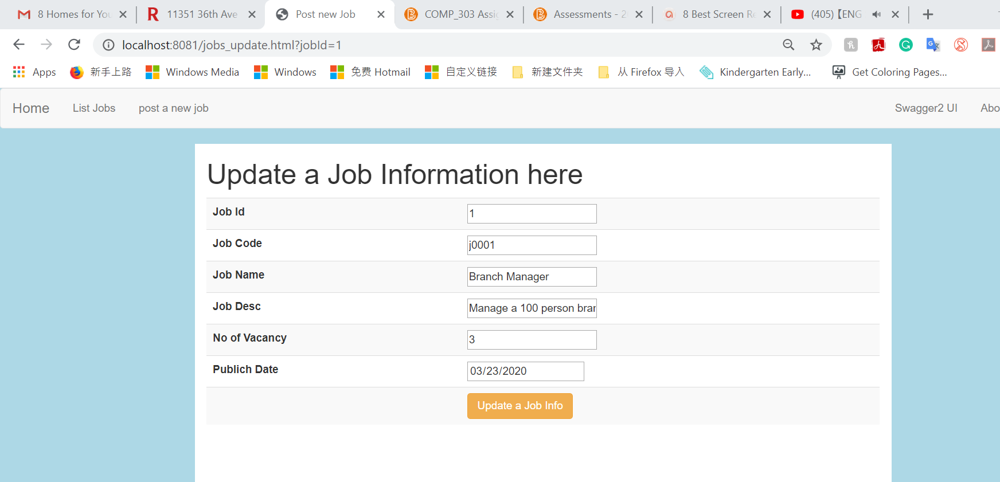 8 Homes for You
11351 36th Ave
Post new Job
COMP_303 Assig
Assessments - 2
8 Best Screen Re
(405)【ENG
localhost:8081/jobs_update.html?jobId=1
Apps 新手上路 Windows Media Windows 免费 Hotmail 自定义链接 新建文件夹 从 Firefox 导入 Kindergarten Early... Get Coloring Pages...
Home List Jobs post a new job Swagger2 UI Abo
Update a Job Information here
Job Id 1
Job Code j0001
Job Name Branch Manager
Job Desc Manage a 100 person bran
No of Vacancy 3
Publich Date 03/23/2020
Update a Job Info